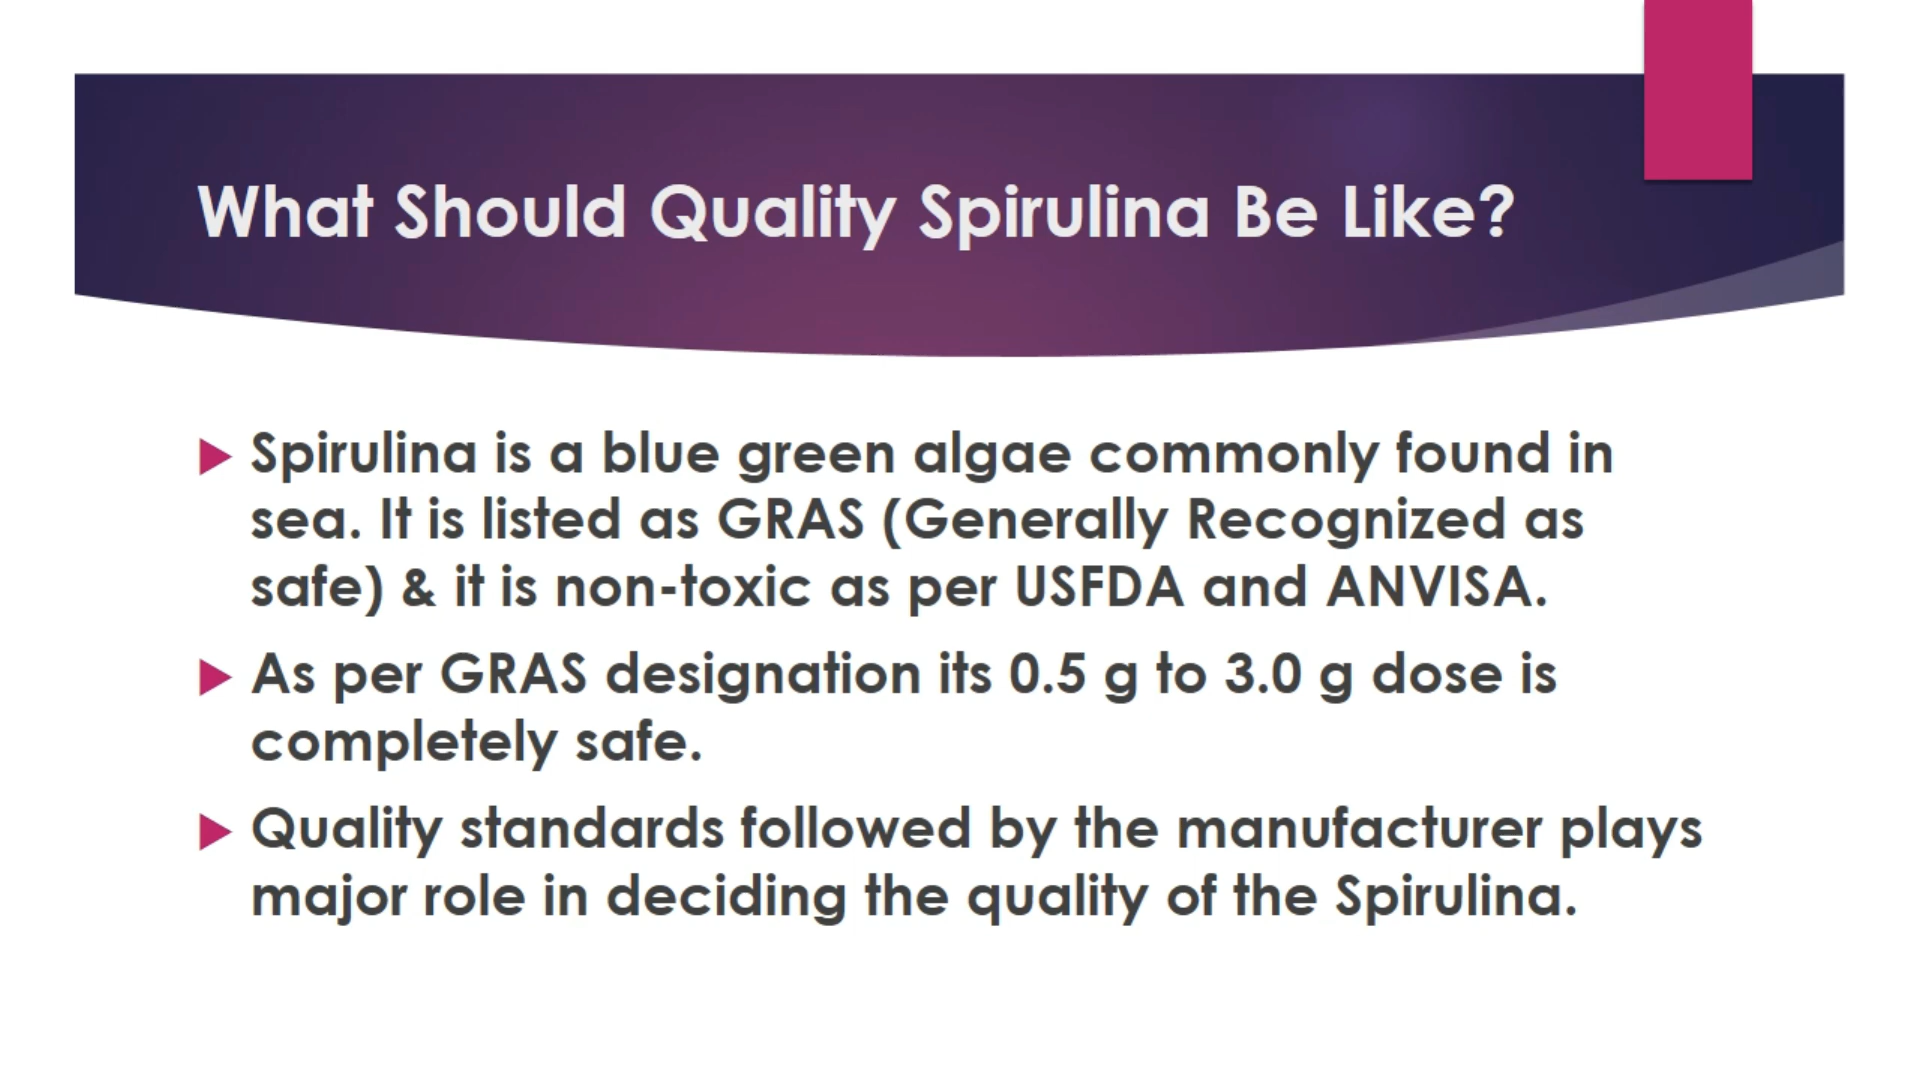 What Should Quality Spirulina Be Like?
Spirulina is a blue green algae commonly found in
sea. It is listed as GRAS (Generally Recognized as
safe) & it is non-toxic as per USFDA and ANVISA.
As per GRAS designation its 0.5 g to 3.0 g dose is
completely safe.
Quality standards followed by the manufacturer plays
major role in deciding the quality of the Spirulina.